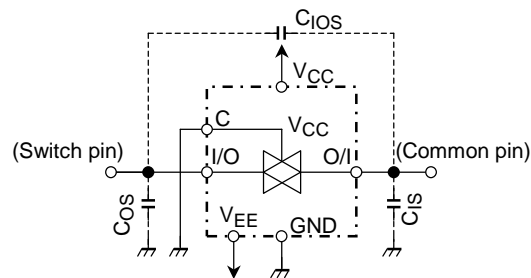 CIOS
VCC
C
VCC
(Switch pin)
I/O
O/I
(Common pin)
COS
VEE
GND
CIS